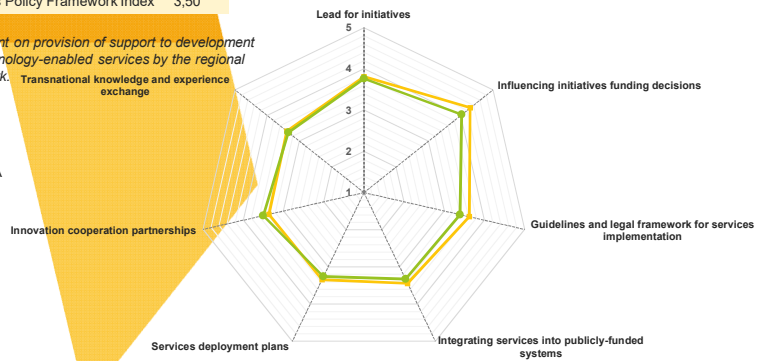 Policy Framework Index 3,50
Lead for initiatives
5
nt on provision of support to development
nology-enabled services by the regional
k.
Transnational knowledge and experience
exchange
4
Influencing initiatives funding decisions
3
2
1
Innovation cooperation partnerships
Guidelines and legal framework for services
implementation
Services deployment plans
Integrating services into publicly-funded
systems